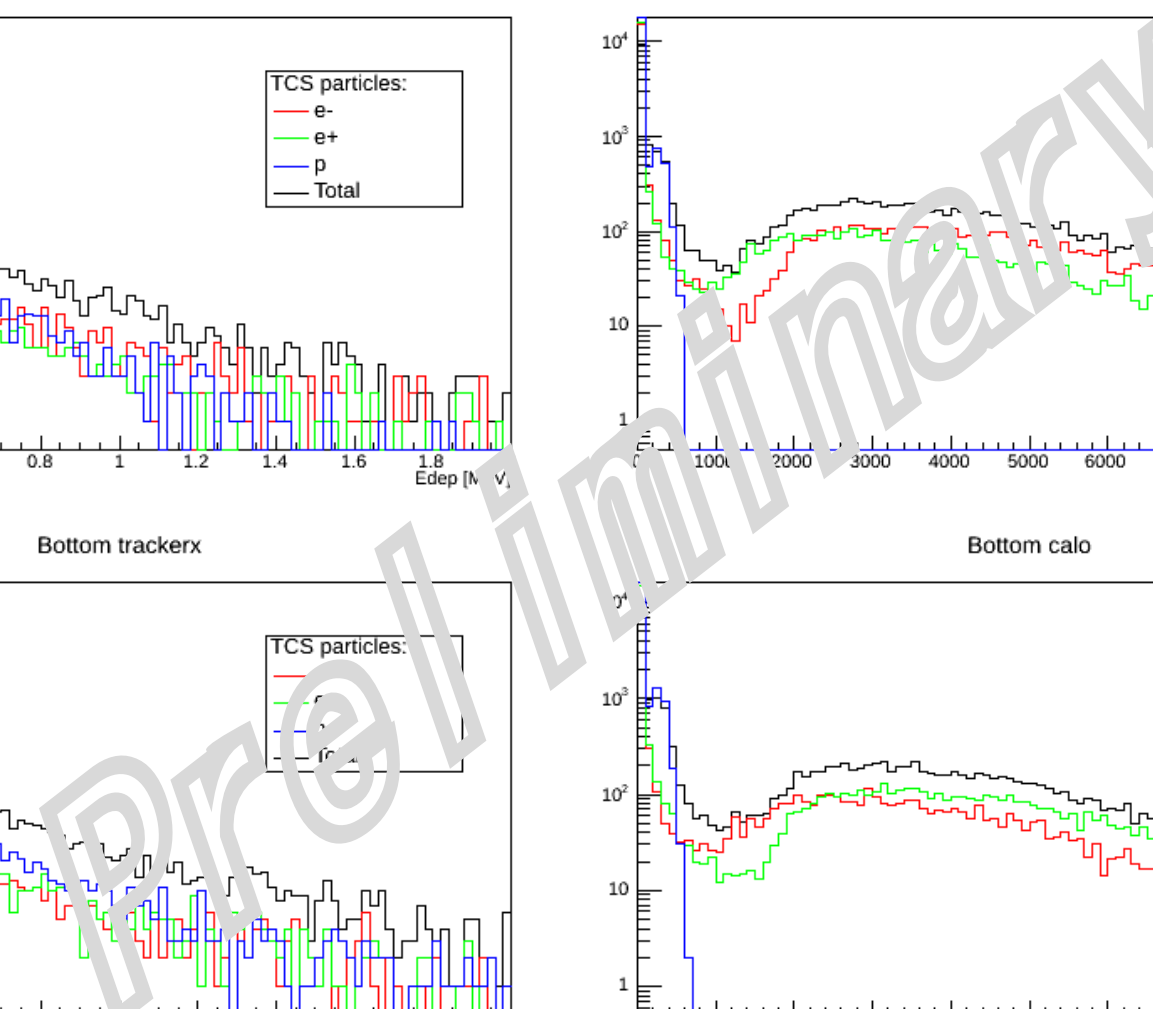 TCS particles:
e-
e+
p
Total
0.8 1 1.2 1.4 1.6 1.8
10⁴
10³
10²
10
1
1000 2000 3000 4000 5000 6000
Bottom trackerx
Bottom calo
TCS particles:
10³
10²
10
1
Preliminary